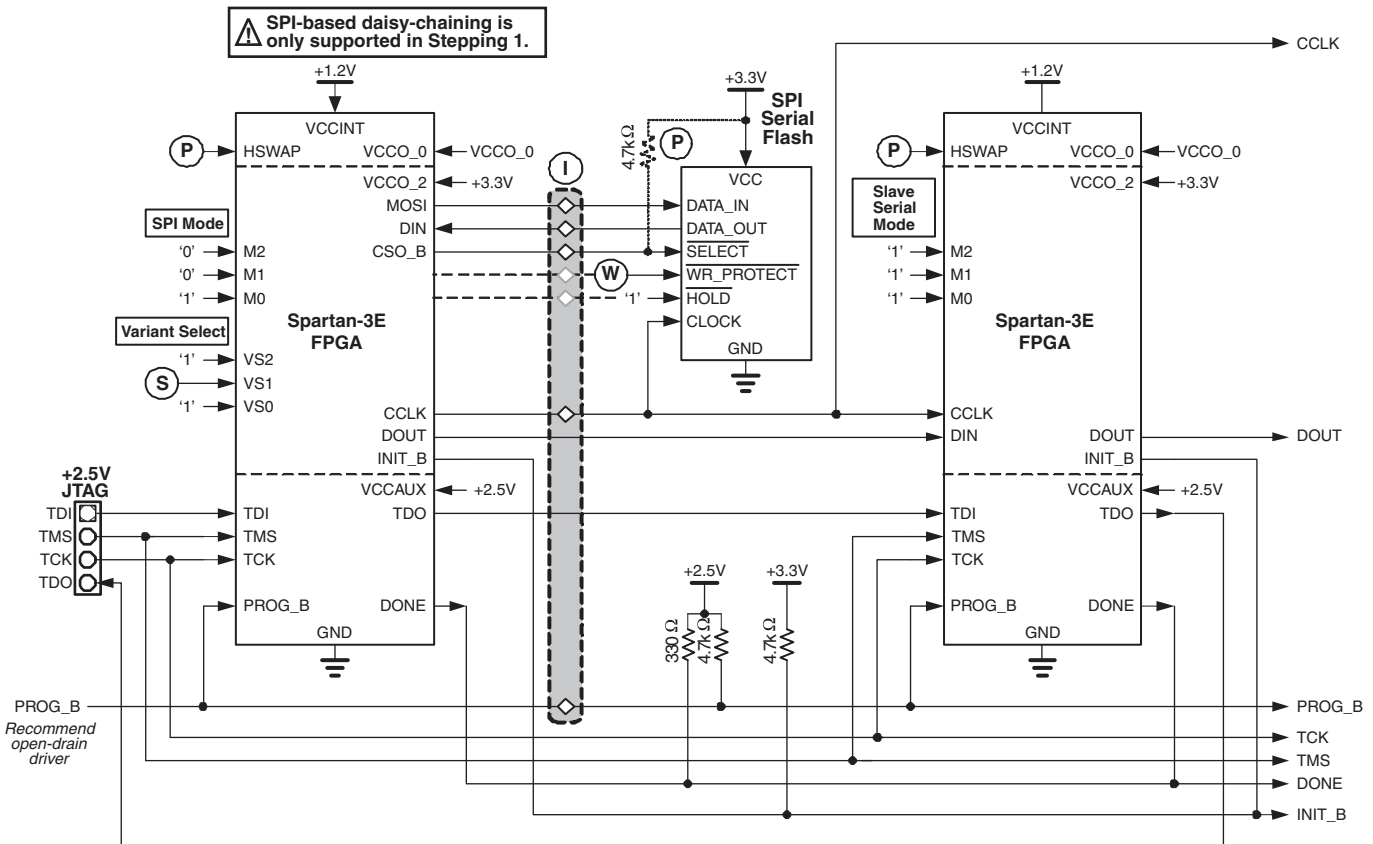 ⚠ SPI-based daisy-chaining is
only supported in Stepping 1.
CCLK
+1.2V
+3.3V
+1.2V
SPI
Serial
Flash
VCCINT
P
HSWAP
VCCO_0
VCCO_0
VCCO_2
+3.3V
MOSI
DIN
CSO_B
SPI Mode
'0'
M2
'0'
M1
'1'
M0
Spartan-3E
FPGA
Variant Select
'1'
VS2
S
VS1
'1'
VS0
CCLK
DOUT
INIT_B
VCCAUX
+2.5V
TDO
+2.5V
JTAG
TDI
TMS
TCK
TDO
TDI
TMS
TCK
PROG_B
DONE
GND
I
4.7kΩ
P
VCC
DATA_IN
DATA_OUT
SELECT
W
WR_PROTECT
'1'
HOLD
CLOCK
GND
VCCINT
P
HSWAP
VCCO_0
VCCO_0
VCCO_2
+3.3V
Slave
Serial
Mode
'1'
M2
'1'
M1
'1'
M0
Spartan-3E
FPGA
CCLK
DIN
DOUT
DOUT
INIT_B
VCCAUX
+2.5V
TDI
TDO
TMS
TCK
PROG_B
DONE
GND
+2.5V
+3.3V
330 Ω
4.7kΩ
4.7kΩ
PROG_B
Recommend
open-drain
driver
PROG_B
TCK
TMS
DONE
INIT_B